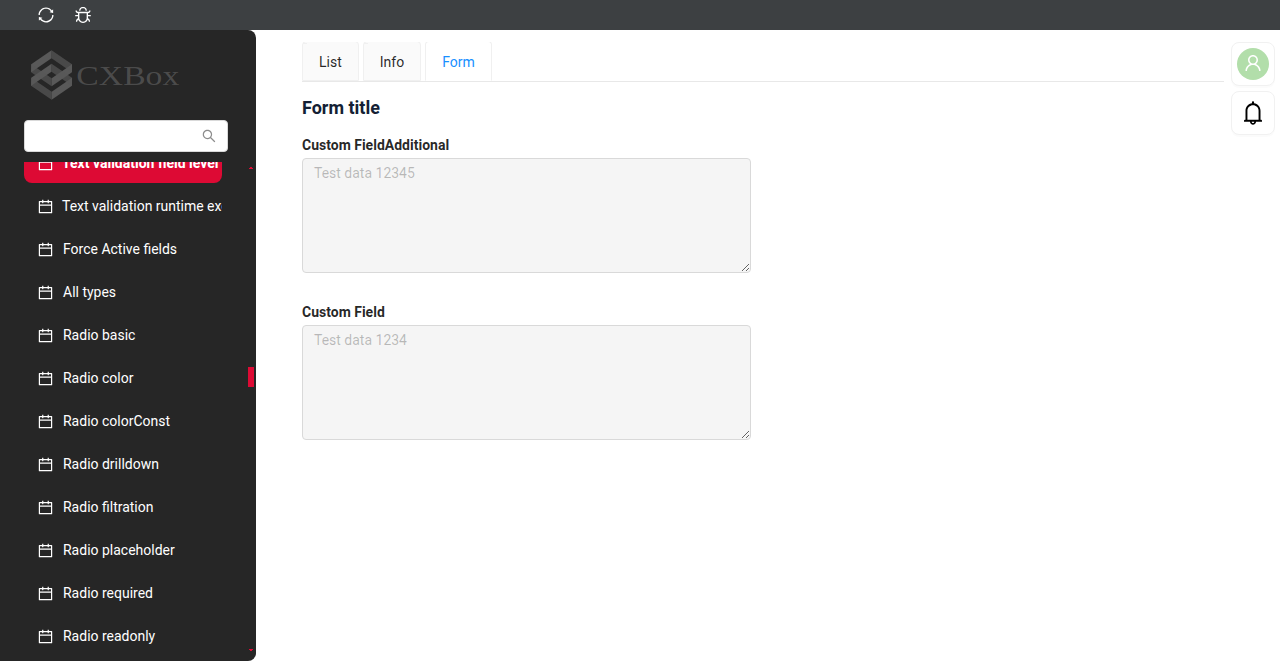 CXBox
Text validation field level
Text validation runtime ex
Force Active fields
All types
Radio basic
Radio color
Radio colorConst
Radio drilldown
Radio filtration
Radio placeholder
Radio required
Radio readonly
List
Info
Form
Form title
Custom FieldAdditional
Test data 12345
Custom Field
Test data 1234